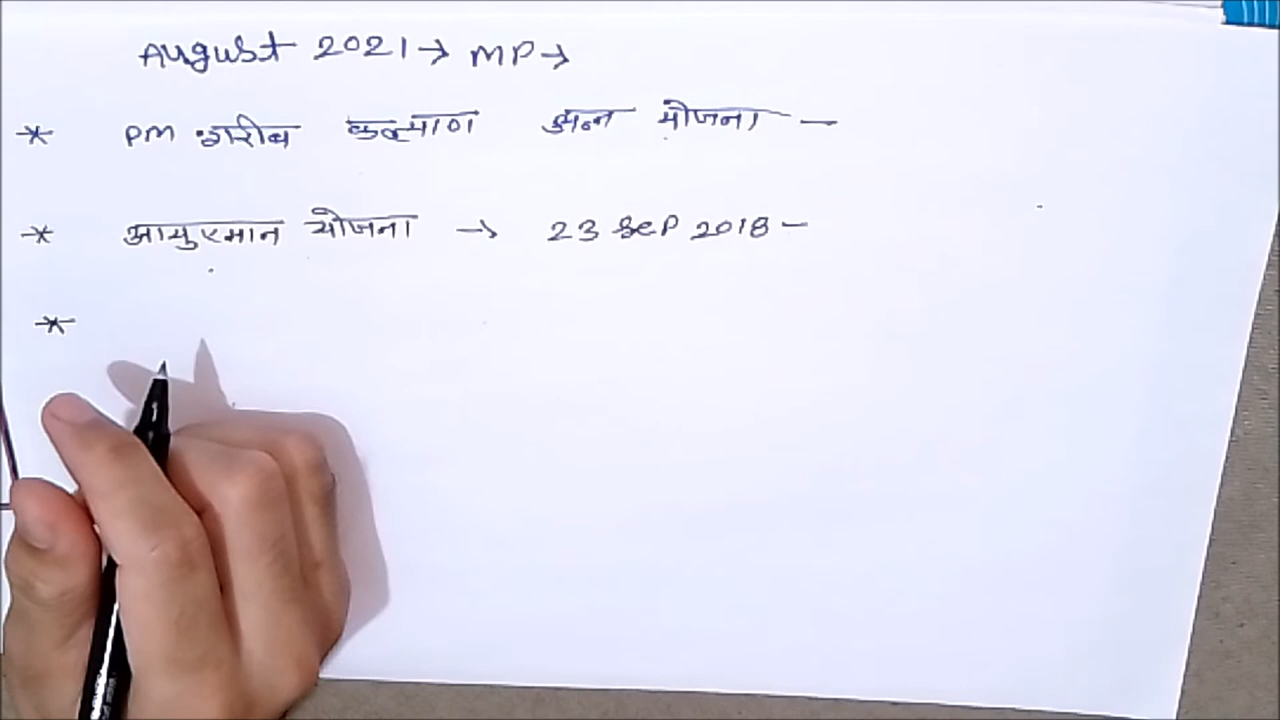 August 2021 → MP →
* PM गरीब कल्याण अन्न योजना –
* आयुष्मान योजना → 23 Sep 2018 –
*